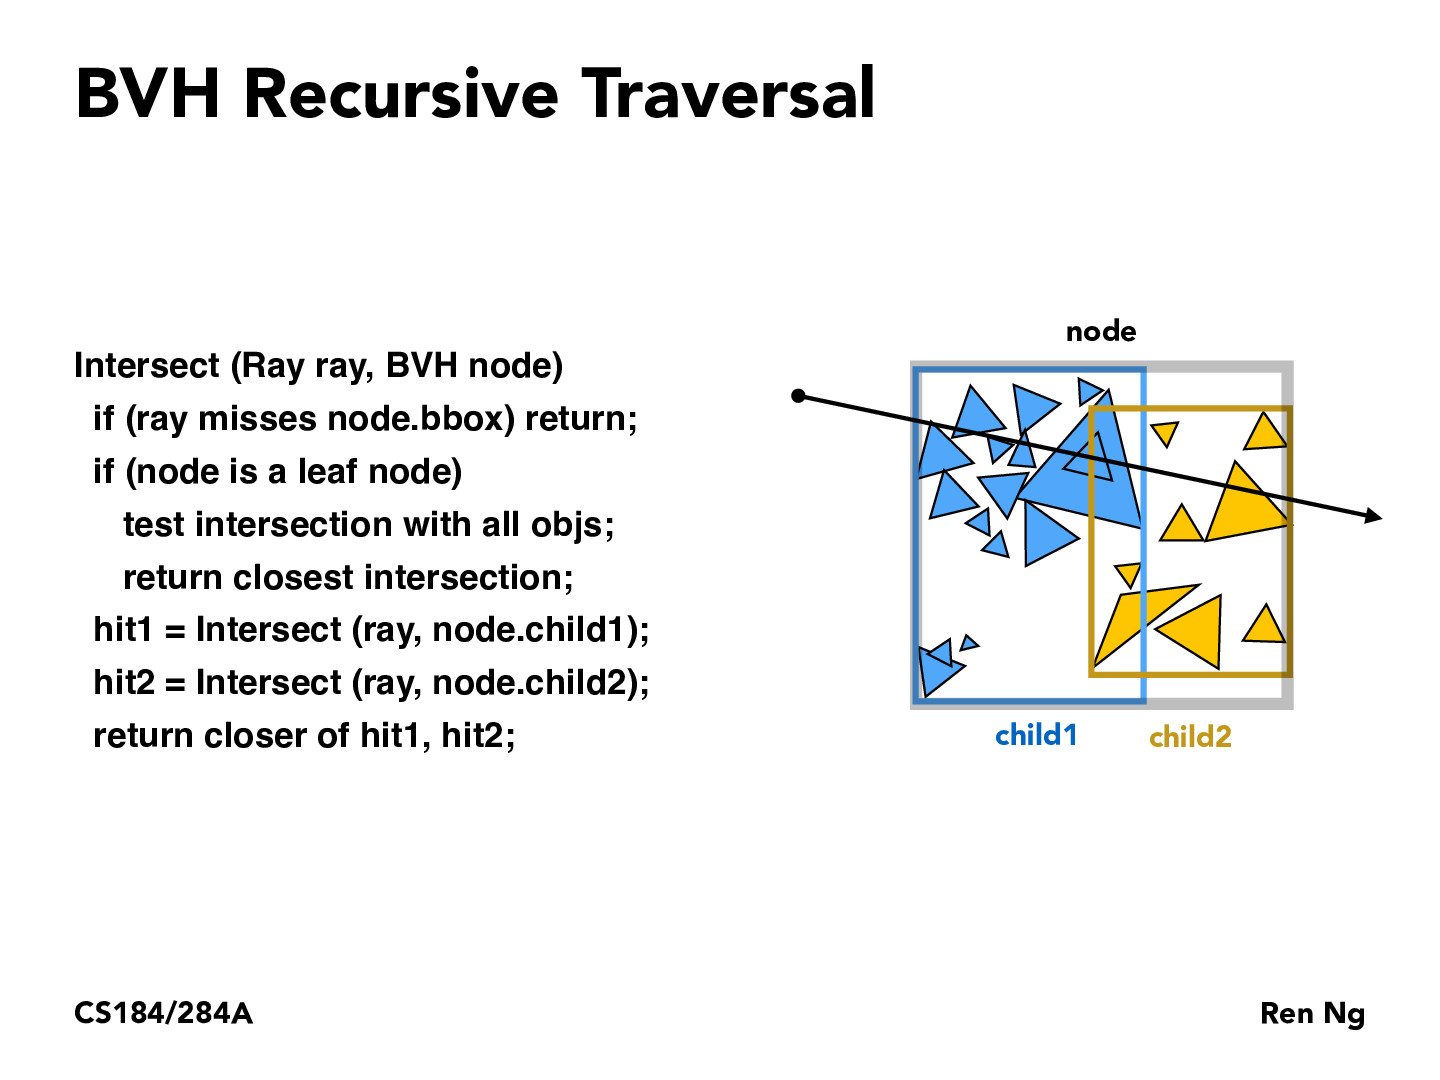 BVH Recursive Traversal
Intersect (Ray ray, BVH node)
if (ray misses node.bbox) return;
if (node is a leaf node)
test intersection with all objs;
return closest intersection;
hit1 = Intersect (ray, node.child1);
hit2 = Intersect (ray, node.child2);
return closer of hit1, hit2;
node
child1
child2
CS184/284A
Ren Ng